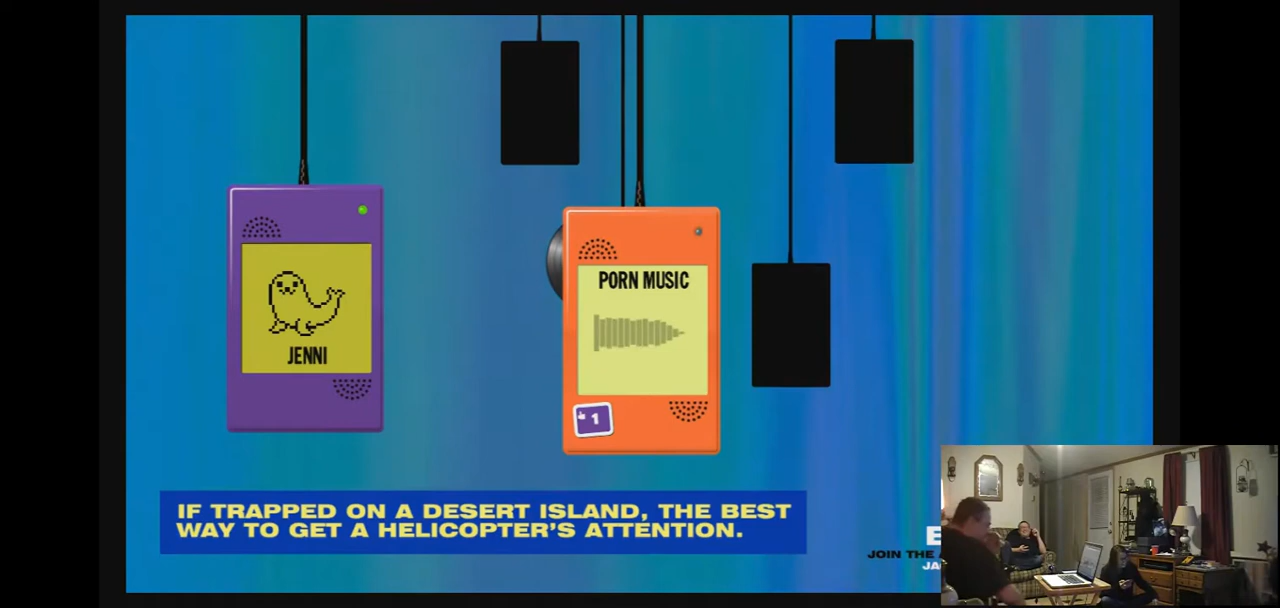 PORN MUSIC
JENNI
1
IF TRAPPED ON A DESERT ISLAND, THE BEST
WAY TO GET A HELICOPTER'S ATTENTION.
JOIN THE